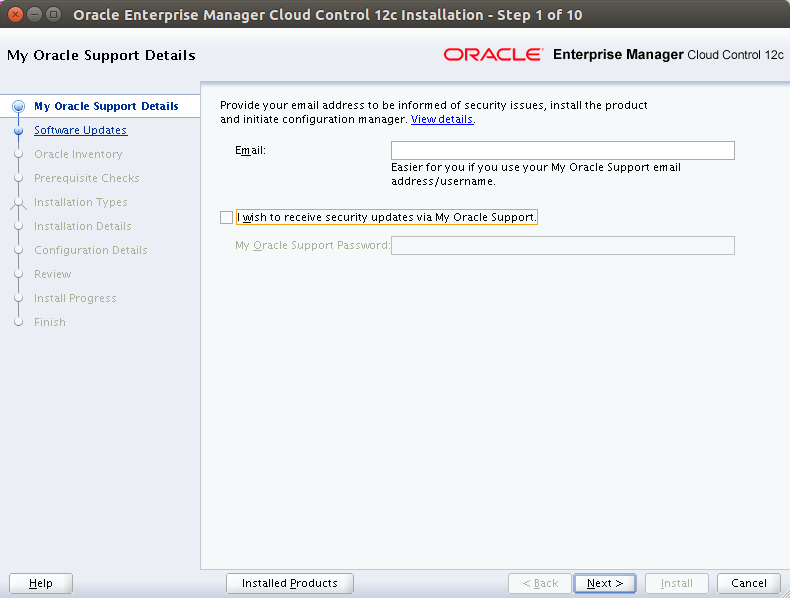 Oracle Enterprise Manager Cloud Control 12c Installation - Step 1 of 10
My Oracle Support Details
ORACLE Enterprise Manager Cloud Control 12c
My Oracle Support Details
Software Updates
Oracle Inventory
Prerequisite Checks
Installation Types
Installation Details
Configuration Details
Review
Install Progress
Finish
Provide your email address to be informed of security issues, install the product
and initiate configuration manager. View details.
Email:
Easier for you if you use your My Oracle Support email
address/username.
I wish to receive security updates via My Oracle Support.
My Oracle Support Password:
Help
Installed Products
< Back
Next >
Install
Cancel